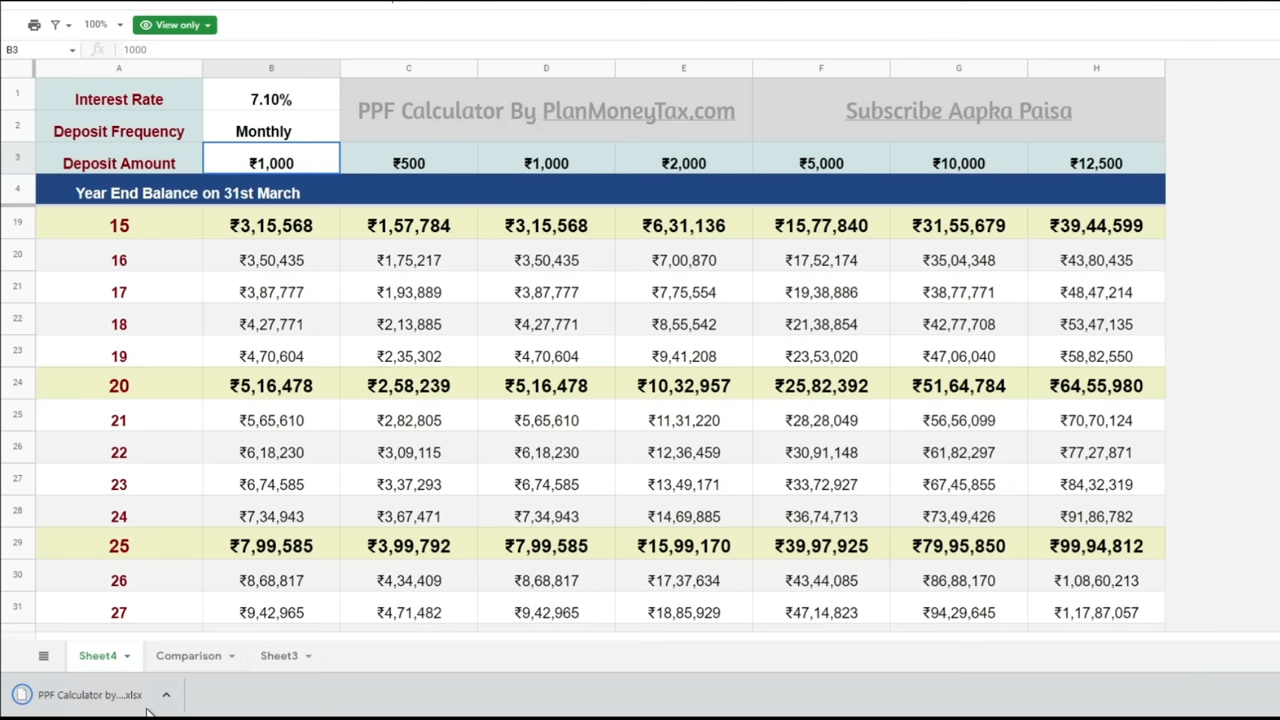 100% View only
B3 fx 1000
A B C D E F G H
1 Interest Rate 7.10%
PPF Calculator By PlanMoneyTax.com Subscribe Aapka Paisa
2 Deposit Frequency Monthly
3 Deposit Amount ₹1,000 ₹500 ₹1,000 ₹2,000 ₹5,000 ₹10,000 ₹12,500
4 Year End Balance on 31st March
19 15 ₹3,15,568 ₹1,57,784 ₹3,15,568 ₹6,31,136 ₹15,77,840 ₹31,55,679 ₹39,44,599
20 16 ₹3,50,435 ₹1,75,217 ₹3,50,435 ₹7,00,870 ₹17,52,174 ₹35,04,348 ₹43,80,435
21 17 ₹3,87,777 ₹1,93,889 ₹3,87,777 ₹7,75,554 ₹19,38,886 ₹38,77,771 ₹48,47,214
22 18 ₹4,27,771 ₹2,13,885 ₹4,27,771 ₹8,55,542 ₹21,38,854 ₹42,77,708 ₹53,47,135
23 19 ₹4,70,604 ₹2,35,302 ₹4,70,604 ₹9,41,208 ₹23,53,020 ₹47,06,040 ₹58,82,550
24 20 ₹5,16,478 ₹2,58,239 ₹5,16,478 ₹10,32,957 ₹25,82,392 ₹51,64,784 ₹64,55,980
25 21 ₹5,65,610 ₹2,82,805 ₹5,65,610 ₹11,31,220 ₹28,28,049 ₹56,56,099 ₹70,70,124
26 22 ₹6,18,230 ₹3,09,115 ₹6,18,230 ₹12,36,459 ₹30,91,148 ₹61,82,297 ₹77,27,871
27 23 ₹6,74,585 ₹3,37,293 ₹6,74,585 ₹13,49,171 ₹33,72,927 ₹67,45,855 ₹84,32,319
28 24 ₹7,34,943 ₹3,67,471 ₹7,34,943 ₹14,69,885 ₹36,74,713 ₹73,49,426 ₹91,86,782
29 25 ₹7,99,585 ₹3,99,792 ₹7,99,585 ₹15,99,170 ₹39,97,925 ₹79,95,850 ₹99,94,812
30 26 ₹8,68,817 ₹4,34,409 ₹8,68,817 ₹17,37,634 ₹43,44,085 ₹86,88,170 ₹1,08,60,213
31 27 ₹9,42,965 ₹4,71,482 ₹9,42,965 ₹18,85,929 ₹47,14,823 ₹94,29,645 ₹1,17,87,057
Sheet4 Comparison Sheet3
PPF Calculator by....xlsx